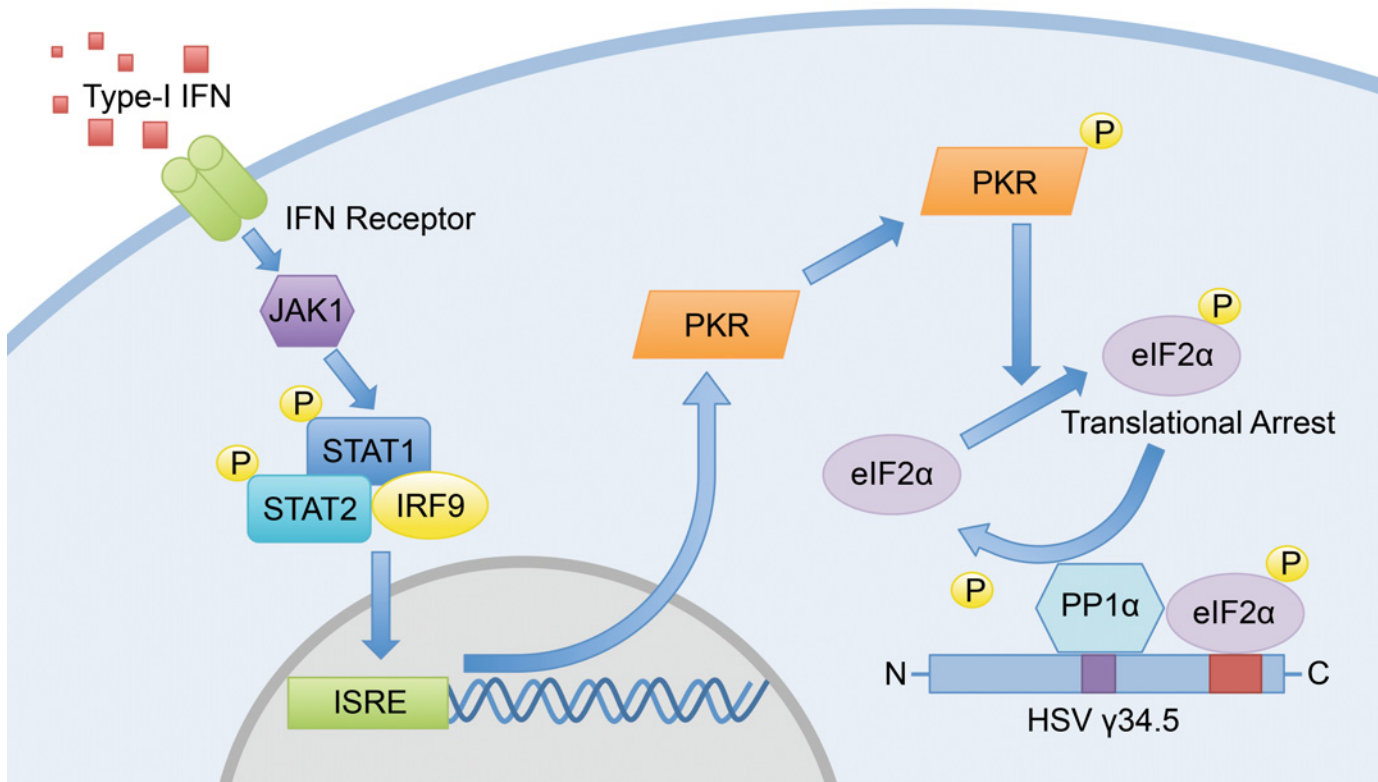 Type-I IFN
IFN Receptor
JAK1
P
STAT1
P
STAT2
IRF9
ISRE
PKR
P
PKR
P
eIF2α
Translational Arrest
eIF2α
P
PP1α
P
eIF2α
N
C
HSV γ34.5